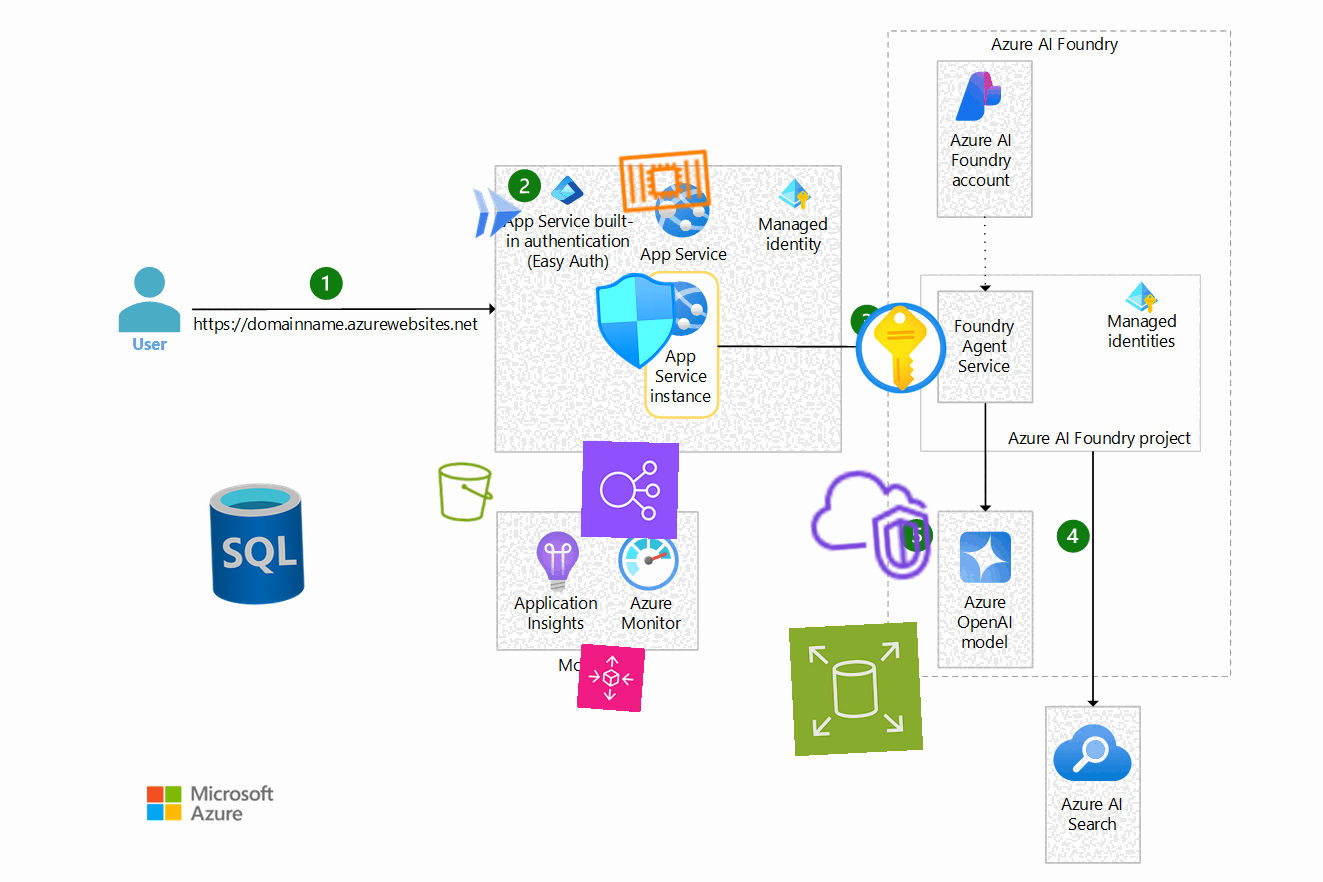 Azure AI Foundry
Azure AI
Foundry
account
2
App Service built-
in authentication
(Easy Auth)
App Service
Managed
identity
1
https://domainname.azurewebsites.net
User
App
Service
instance
Foundry
Agent
Service
Managed
identities
Azure AI Foundry project
SQL
Application
Insights
Azure
Monitor
5
4
Azure
OpenAI
model
Azure AI
Search
Microsoft
Azure